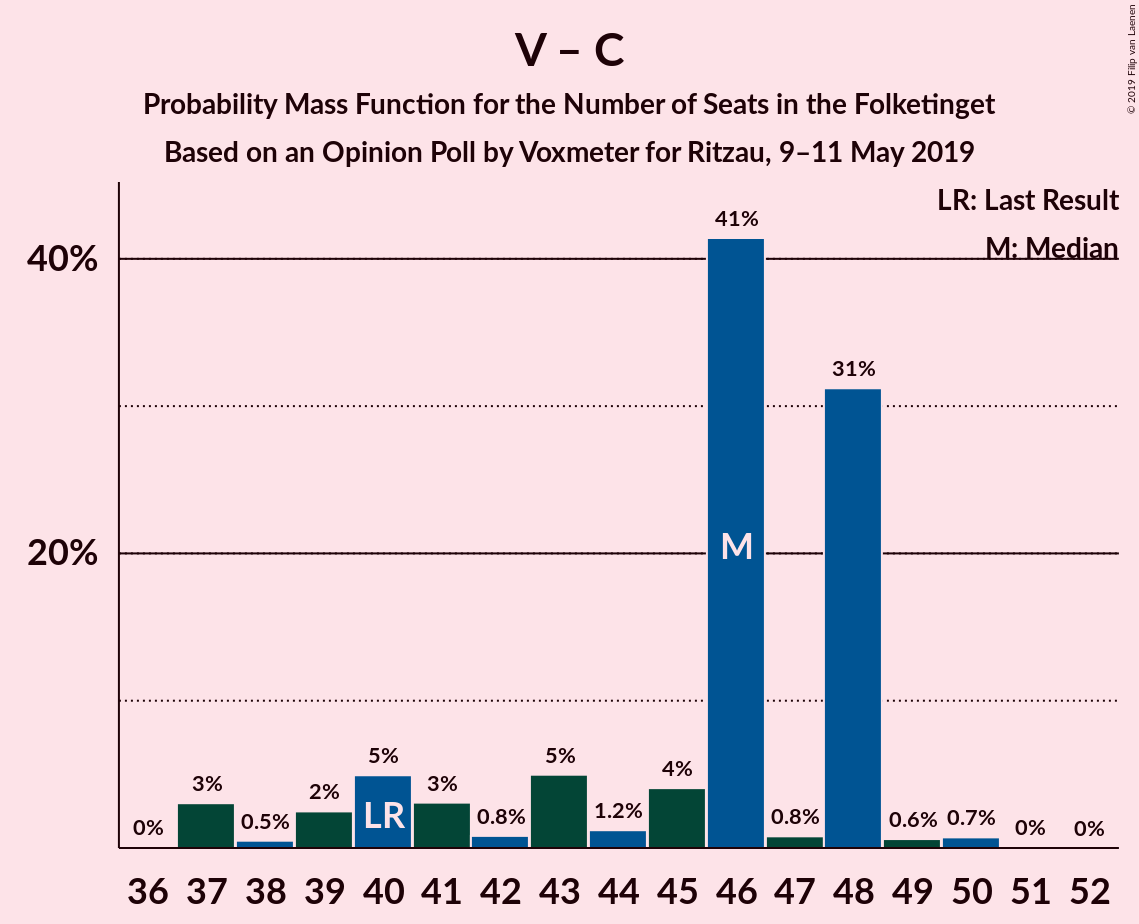 V – C
Probability Mass Function for the Number of Seats in the Folketinget
Based on an Opinion Poll by Voxmeter for Ritzau, 9–11 May 2019
© 2019 Filip van Laenen
LR: Last Result
M: Median
40%
20%
0%
3%
0.5%
2%
5%
3%
0.8%
5%
1.2%
4%
41%
0.8%
31%
0.6%
0.7%
0%
0%
LR
M
36 37 38 39 40 41 42 43 44 45 46 47 48 49 50 51 52